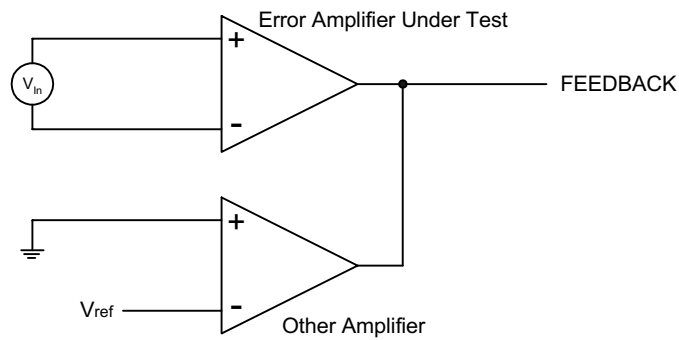 Error Amplifier Under Test
+
V In
-
FEEDBACK
+
-
Vref
Other Amplifier